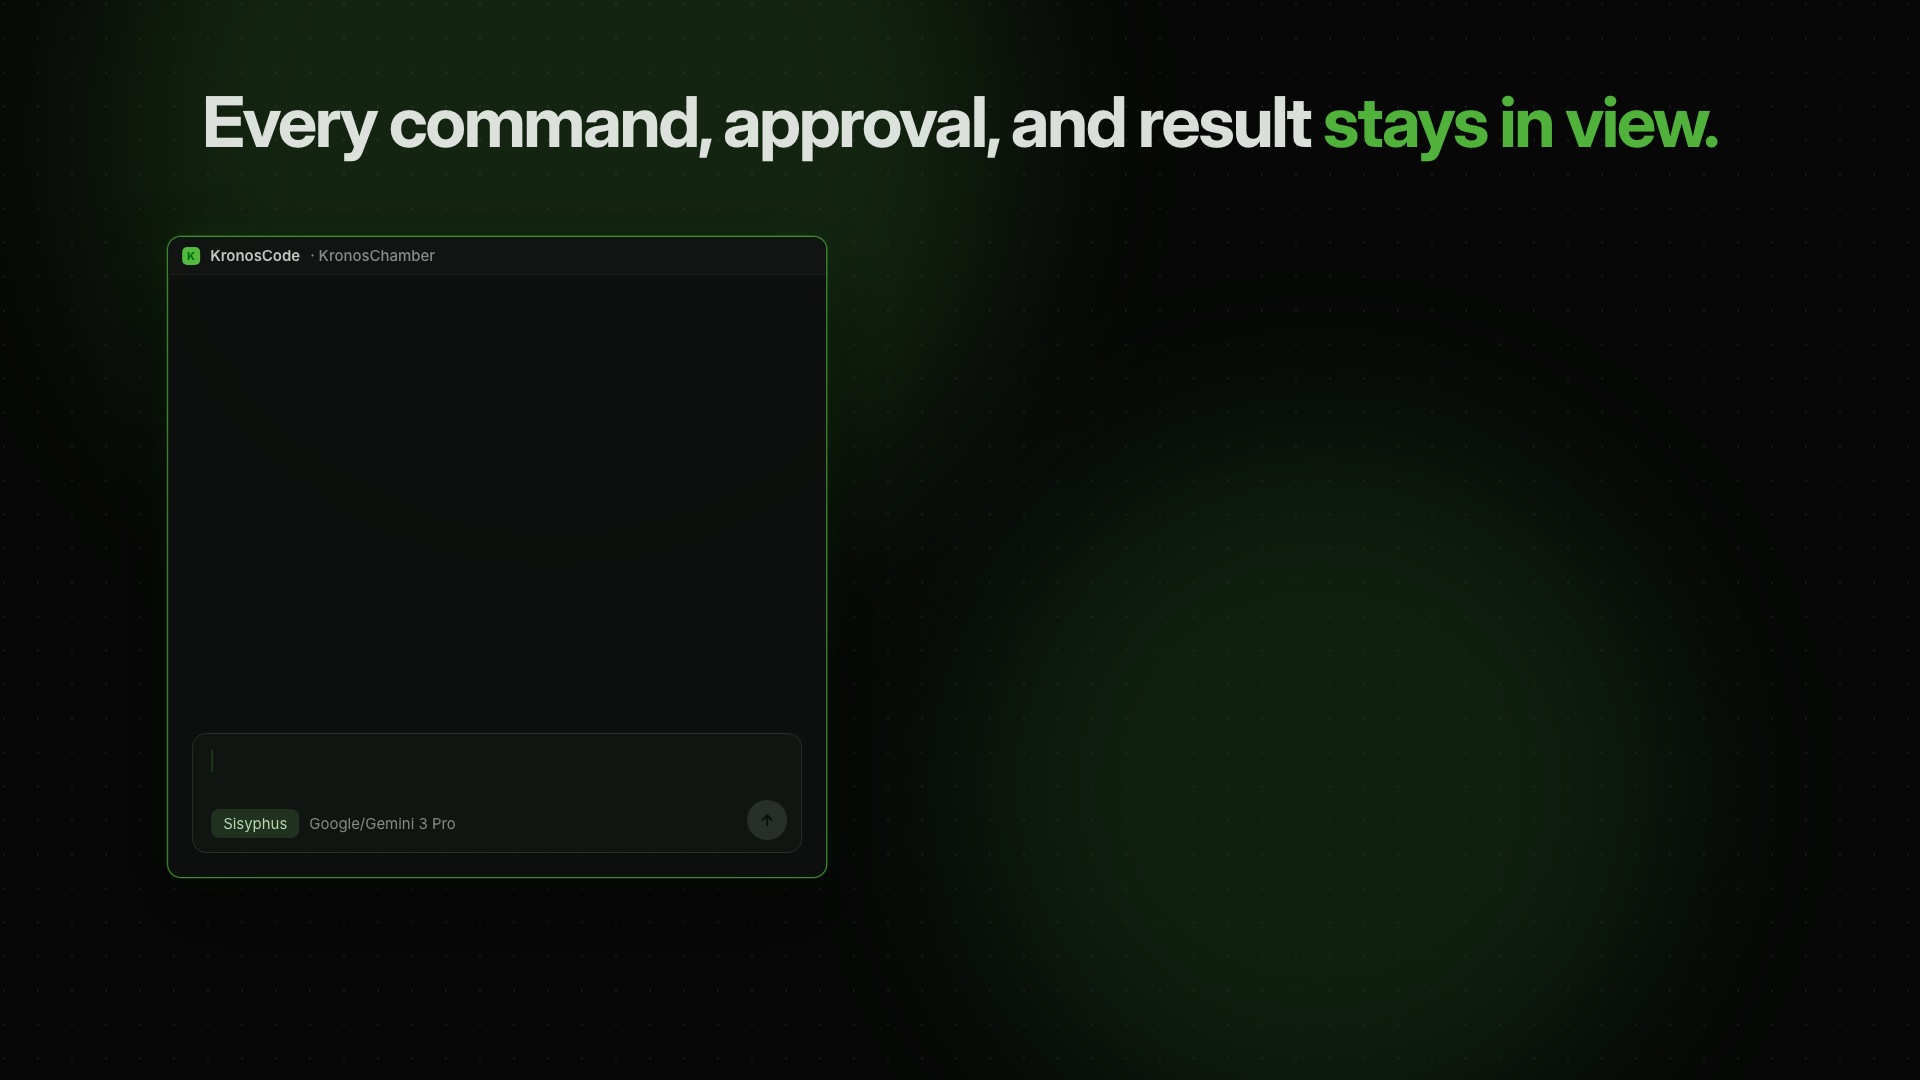 Every command, approval, and result stays in view.
K KronosCode · KronosChamber
Sisyphus Google/Gemini 3 Pro